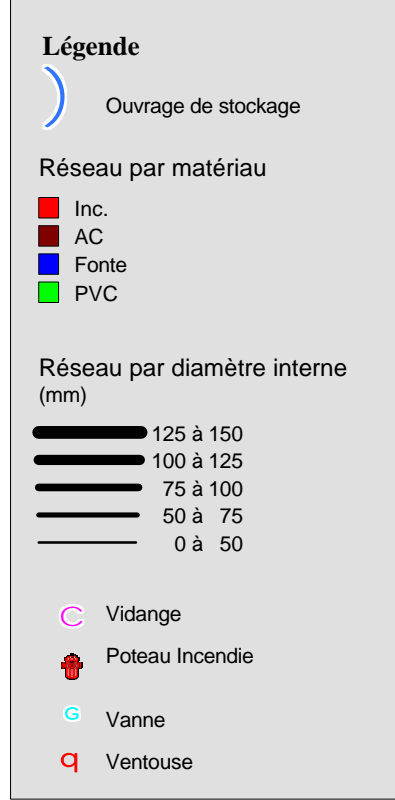 Légende
Ouvrage de stockage
Réseau par matériau
Inc.
AC
Fonte
PVC
Réseau par diamètre interne
(mm)
125 à 150
100 à 125
75 à 100
50 à 75
0 à 50
C Vidange
Poteau Incendie
G Vanne
q Ventouse